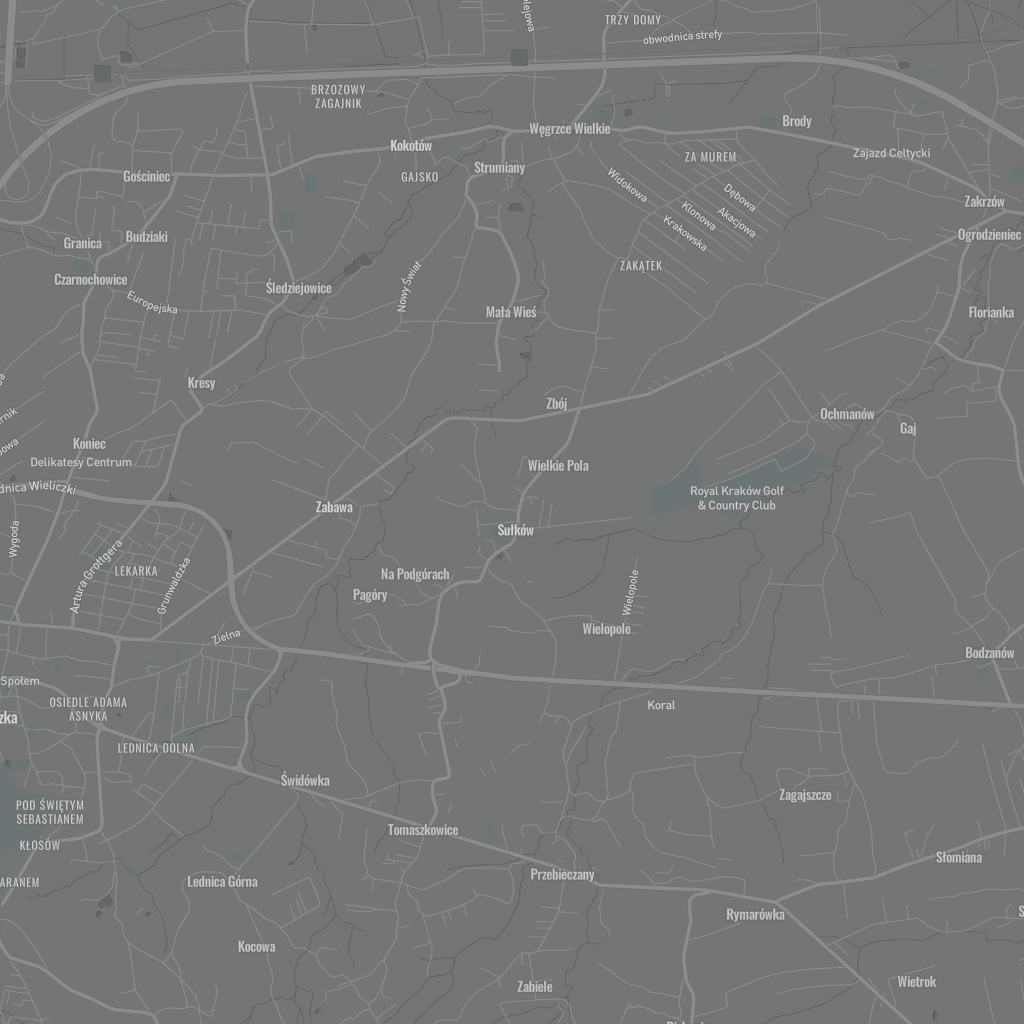 TRZY DOMY
obwodnica strefy
BRZOZOWY
ZAGAJNIK
Węgrzce Wielkie
Brody
Kokotów
Zajazd Celtycki
ZA MUREM
Strumiany
Gościniec
GAJSKO
Widokowa
Dębowa
Zakrzów
Klonowa
Akacjowa
Krakowska
Ogrodzieniec
Budziaki
Granica
ZAKĄTEK
Czarnochowice
Śledziejowice
Nowy Świat
Europejska
Mała Wieś
Florianka
Kresy
Zbój
Ochmanów
Gaj
Koniec
Delikatesy Centrum
Wielkie Pola
Wieliczki
Royal Kraków Golf
& Country Club
Zabawa
Sułków
Wygoda
Artura Grottgera
LEKARKA
Grunwaldzka
Na Podgórach
Pagóry
Wielopole
Wielopole
Zielna
Bodzanów
Społem
OSIEDLE ADAMA
ASNYKA
Koral
LEDNICA DOLNA
Świdówka
Zagajszcze
POD ŚWIĘTYM
SEBASTIANEM
Tomaszkowice
KŁOSÓW
Słomiana
Przebieczany
Lednica Górna
Rymarówka
Kocowa
Wietrok
Zabiele